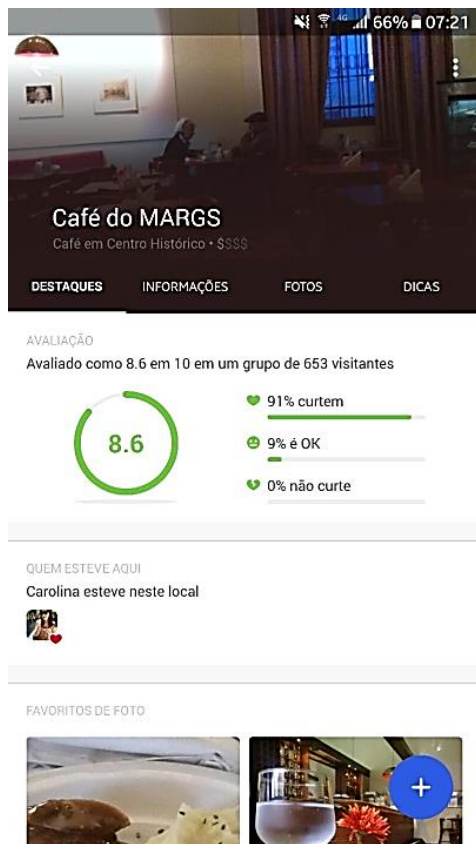 4G 66% 07:21
Café do MARGS
Café em Centro Histórico • $$$$
DESTAQUES INFORMAÇÕES FOTOS DICAS
AVALIAÇÃO
Avaliado como 8.6 em 10 em um grupo de 653 visitantes
8.6
91% curtem
9% é OK
0% não curte
QUEM ESTEVE AQUI
Carolina esteve neste local
FAVORITOS DE FOTO